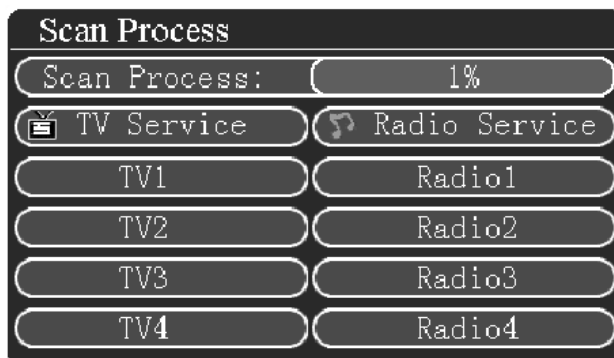 Scan Process
Scan Process: 1%
TV Service Radio Service
TV1 Radio1
TV2 Radio2
TV3 Radio3
TV4 Radio4